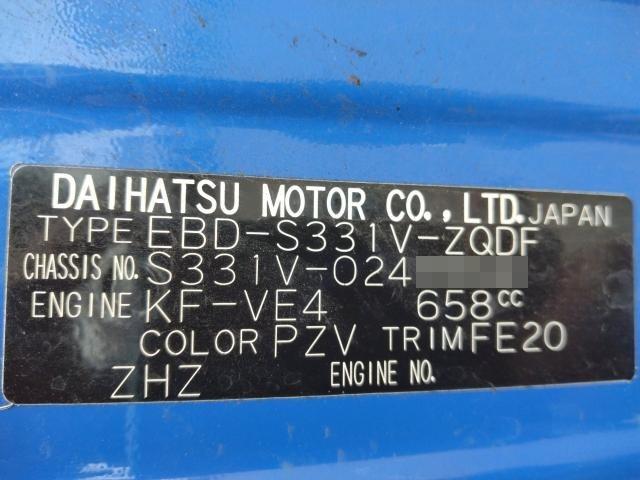 DAIHATSU MOTOR CO., LTD. JAPAN
TYPE EBD-S331V-ZQDF
CHASSIS NO. S331V-024
ENGINE KF-VE4 658cc
COLOR PZV TRIM FE20
ZHZ ENGINE NO.